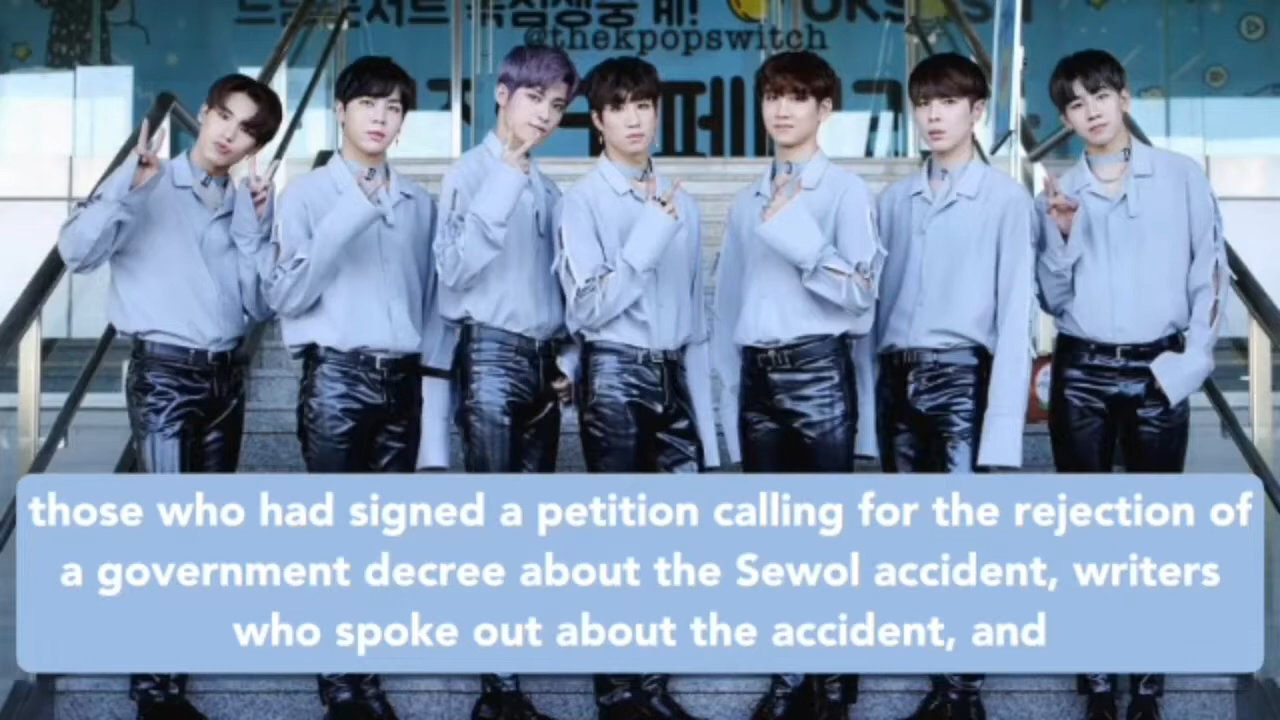 @thekpopswitch
those who had signed a petition calling for the rejection of
a government decree about the Sewol accident, writers
who spoke out about the accident, and